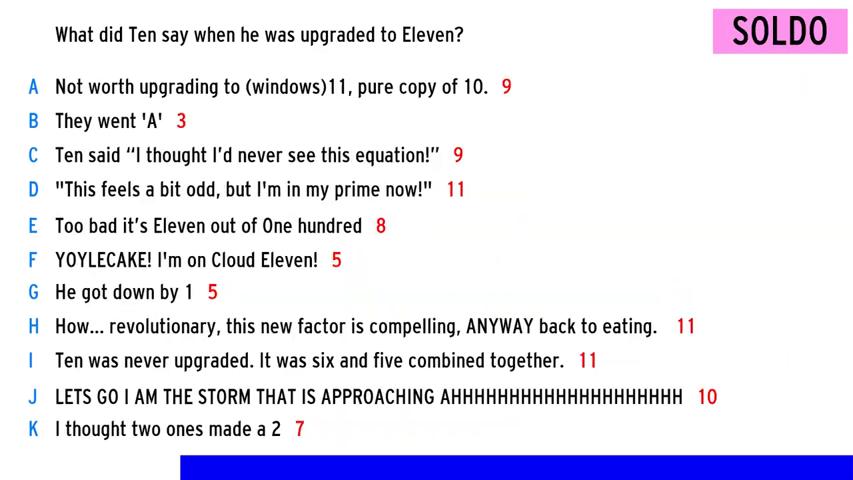 What did Ten say when he was upgraded to Eleven?
SOLDO
A Not worth upgrading to (windows)11, pure copy of 10. 9
B They went 'A' 3
C Ten said “I thought I’d never see this equation!” 9
D "This feels a bit odd, but I'm in my prime now!" 11
E Too bad it’s Eleven out of One hundred 8
F YOYLECAKE! I'm on Cloud Eleven! 5
G He got down by 1 5
H How... revolutionary, this new factor is compelling, ANYWAY back to eating. 11
I Ten was never upgraded. It was six and five combined together. 11
J LETS GO I AM THE STORM THAT IS APPROACHING AHHHHHHHHHHHHHHHHHHHH 10
K I thought two ones made a 2 7